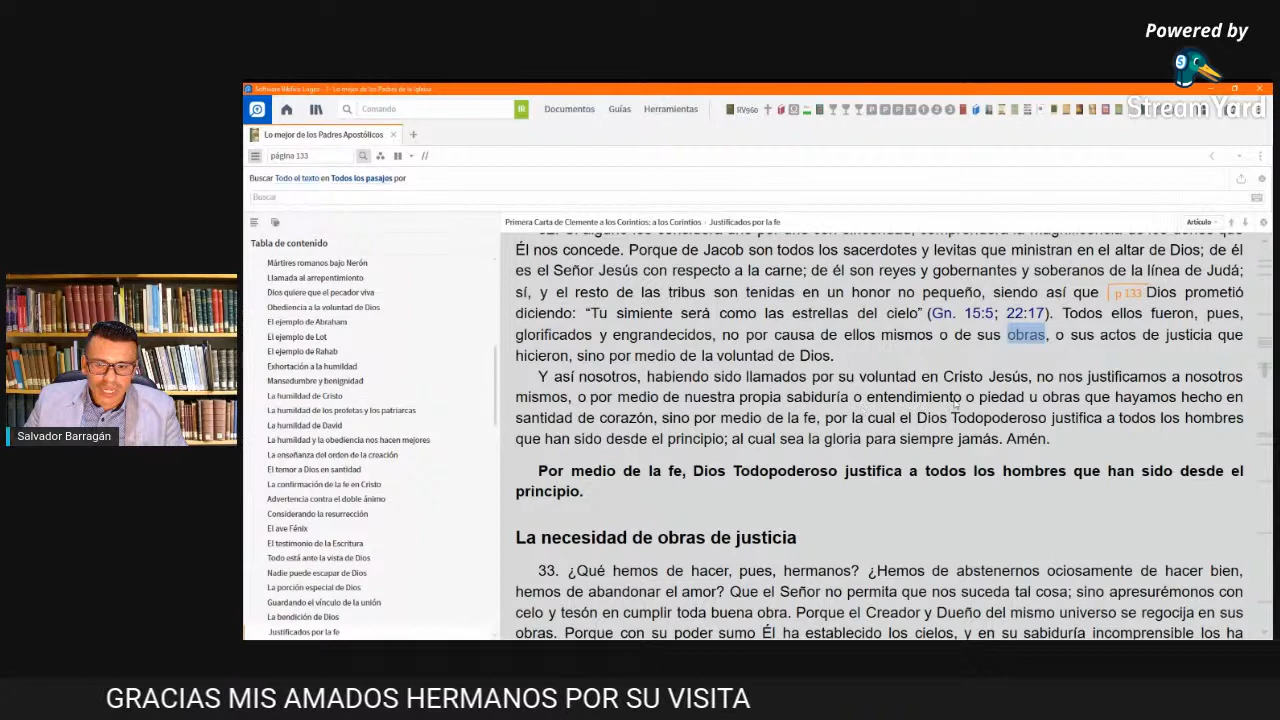 Powered by
StreamYard
Software Bíblico Logos - 1- Lo mejor de los Padres de la Iglesia
Comando
IR
Documentos
Guías
Herramientas
RV960
Lo mejor de los Padres Apostólicos
página 133
Buscar Todo el texto en Todos los pasajes por
Buscar
Primera Carta de Clemente a los Corintios: a los Corintios › Justificados por la fe
Artículo
Tabla de contenido
Mártires romanos bajo Nerón
Llamada al arrepentimiento
Dios quiere que el pecador viva
Obediencia a la voluntad de Dios
El ejemplo de Abraham
El ejemplo de Lot
El ejemplo de Rahab
Exhortación a la humildad
Mansedumbre y benignidad
La humildad de Cristo
La humildad de los profetas y los patriarcas
La humildad de David
La humildad y la obediencia nos hacen mejores
La enseñanza del orden de la creación
El temor a Dios en santidad
La confirmación de la fe en Cristo
Advertencia contra el doble ánimo
Considerando la resurrección
El ave Fénix
El testimonio de la Escritura
Todo está ante la vista de Dios
Nadie puede escapar de Dios
La porción especial de Dios
Guardando el vínculo de la unión
La bendición de Dios
Justificados por la fe
Él nos concede. Porque de Jacob son todos los sacerdotes y levitas que ministran en el altar de Dios; de él
es el Señor Jesús con respecto a la carne; de él son reyes y gobernantes y soberanos de la línea de Judá;
sí, y el resto de las tribus son tenidas en un honor no pequeño, siendo así que p 133 Dios prometió
diciendo: “Tu simiente será como las estrellas del cielo” (Gn. 15:5; 22:17). Todos ellos fueron, pues,
glorificados y engrandecidos, no por causa de ellos mismos o de sus obras, o sus actos de justicia que
hicieron, sino por medio de la voluntad de Dios.
Y así nosotros, habiendo sido llamados por su voluntad en Cristo Jesús, no nos justificamos a nosotros
mismos, o por medio de nuestra propia sabiduría o entendimiento o piedad u obras que hayamos hecho en
santidad de corazón, sino por medio de la fe, por la cual el Dios Todopoderoso justifica a todos los hombres
que han sido desde el principio; al cual sea la gloria para siempre jamás. Amén.
Por medio de la fe, Dios Todopoderoso justifica a todos los hombres que han sido desde el
principio.
La necesidad de obras de justicia
33. ¿Qué hemos de hacer, pues, hermanos? ¿Hemos de abstenernos ociosamente de hacer bien,
hemos de abandonar el amor? Que el Señor no permita que nos suceda tal cosa; sino apresurémonos con
celo y tesón en cumplir toda buena obra. Porque el Creador y Dueño del mismo universo se regocija en sus
obras. Porque con su poder sumo Él ha establecido los cielos, y en su sabiduría incomprensible los ha
Salvador Barragán
GRACIAS MIS AMADOS HERMANOS POR SU VISITA